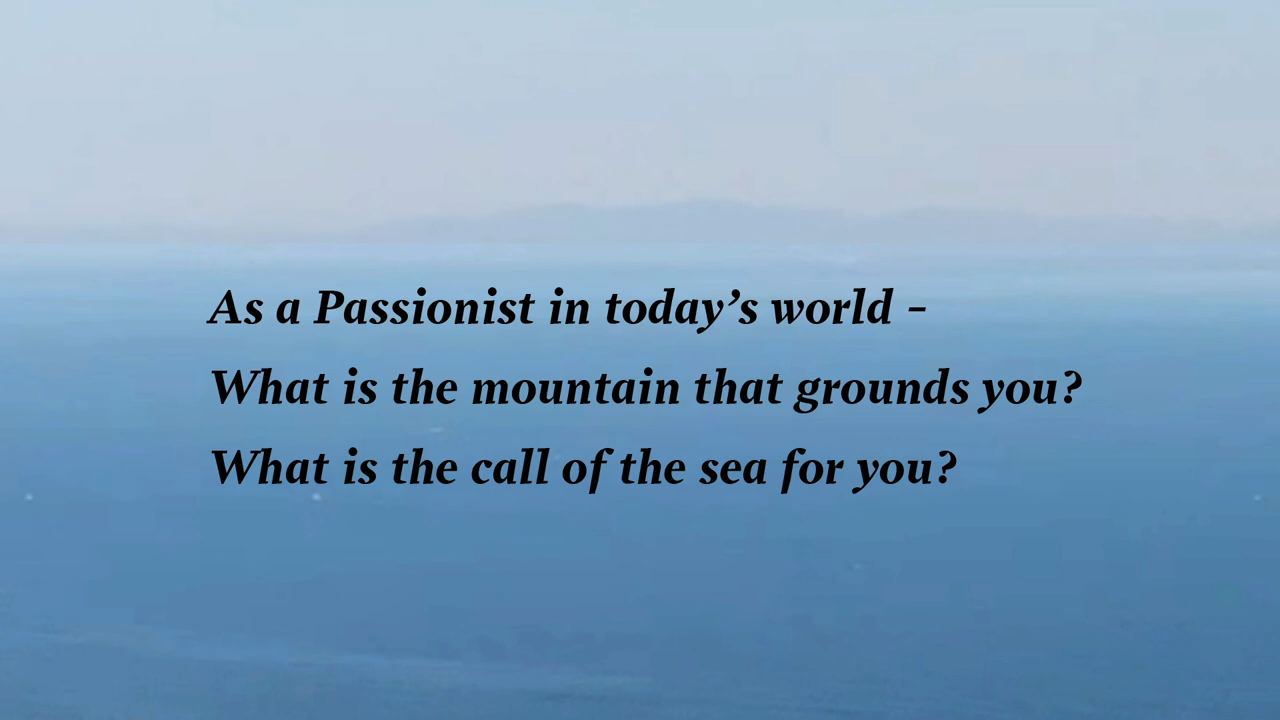 As a Passionist in today’s world –
What is the mountain that grounds you?
What is the call of the sea for you?